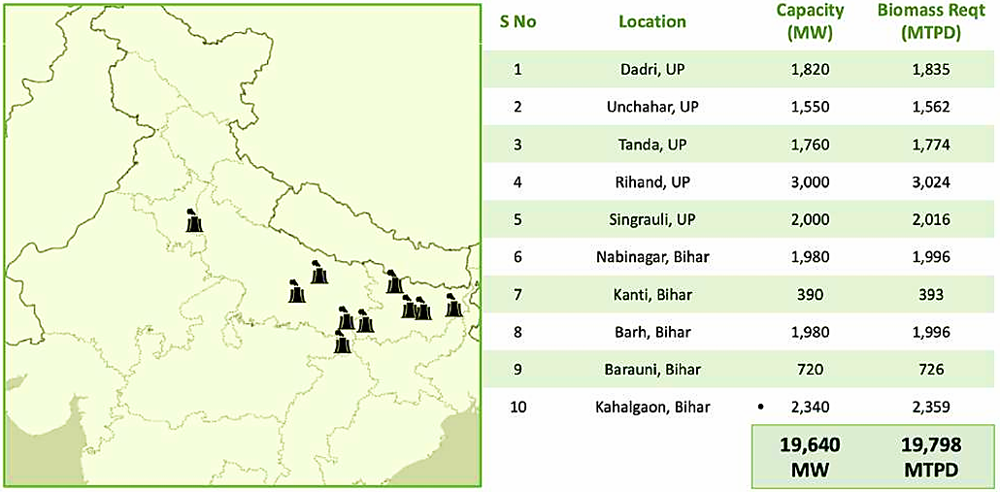 S No Location Capacity (MW) Biomass Reqt (MTPD)
1 Dadri, UP 1,820 1,835
2 Unchahar, UP 1,550 1,562
3 Tanda, UP 1,760 1,774
4 Rihand, UP 3,000 3,024
5 Singrauli, UP 2,000 2,016
6 Nabinagar, Bihar 1,980 1,996
7 Kanti, Bihar 390 393
8 Barh, Bihar 1,980 1,996
9 Barauni, Bihar 720 726
10 Kahalgaon, Bihar • 2,340 2,359
19,640 MW 19,798 MTPD